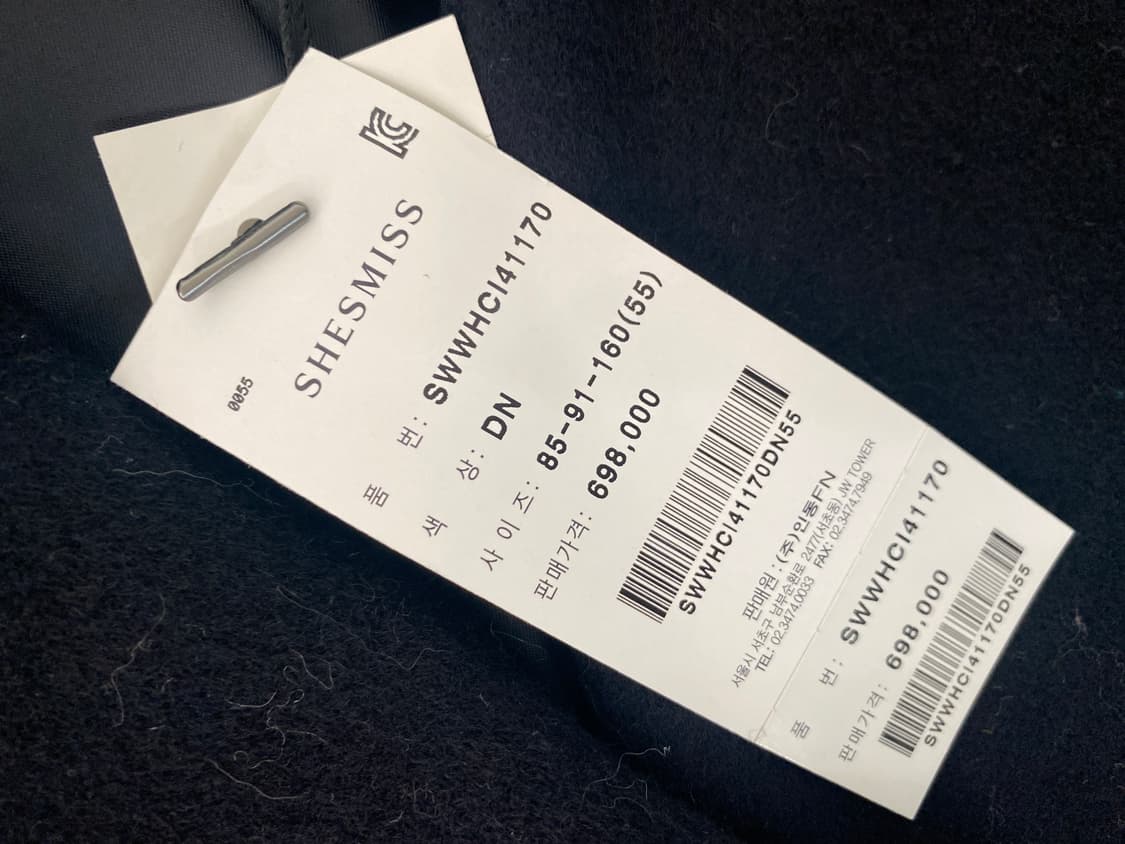 0055
SHESMISS
품 번: SWWHCI41170
색 상: DN
사이즈: 85-91-160(55)
판매가격: 698,000
SWWHCI41170DN55
판매원: (주)인동FN
서울시 서초구 남부순환로 2477(서초동) JW TOWER
TEL: 02.3474.0033 FAX: 02.3474.7949
품 번: SWWHCI41170
판매가격: 698,000
SWWHCI41170DN55